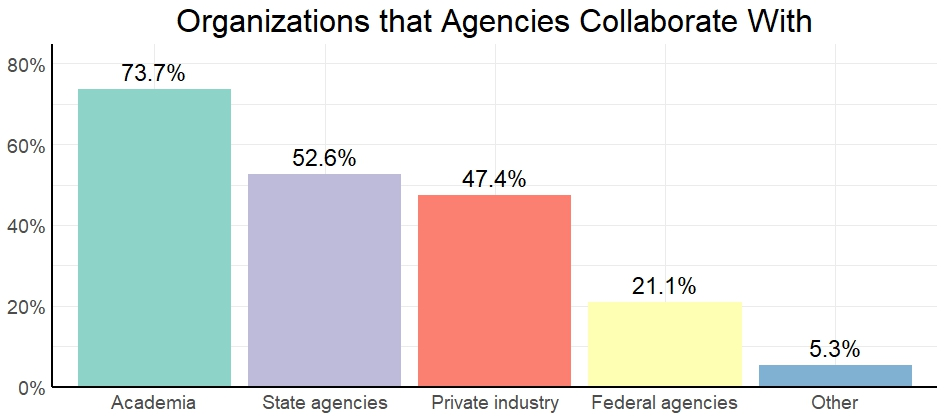 Organizations that Agencies Collaborate With
80%
60%
40%
20%
0%
73.7%
52.6%
47.4%
21.1%
5.3%
Academia
State agencies
Private industry
Federal agencies
Other